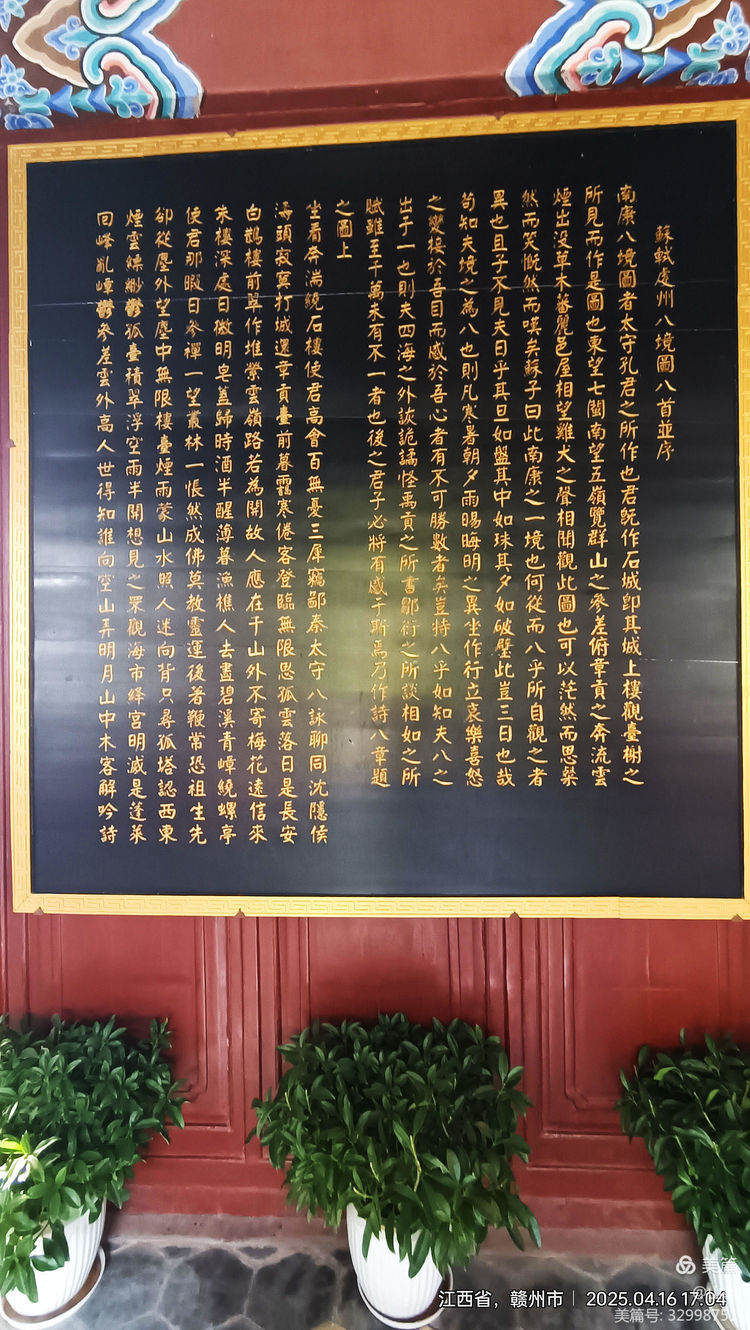 蘇軾虔州八境圖八首並序
南康八境圖者太守孔君之所作也君旣作石城卽其城上樓觀臺榭之
所見而作是圖也東望七閩南望五嶺覽群山之參差俯章貢之奔流雲
煙出沒草木蕃麗邑屋相望雞犬之聲相聞觀此圖也可以茫然而思粲
然而笑慨然而嘆矣蘇子曰此南康之一境也何從而八乎所自觀之者
異也且子不見夫日乎其旦如盤其中如珠其夕如破璧此豈三日也哉
苟知夫境之為八也則凡寒暑朝夕雨暘晦明之異坐作行立哀樂喜怒
之變接於吾目而感於吾心者有不可勝數者矣豈特八乎如知夫八之
出于一也則夫四海之外詼詭譎怪禹貢之所書鄒衍之所談相如之所
賦雖至千萬未有不一者也後之君子必將有感于斯焉乃作詩八章題
之圖上
坐看奔湍繞石樓使君高會百無憂三犀竊鄙秦太守八詠聊同沈隱侯
濤頭寂寞打城還章貢臺前暮靄寒倦客登臨無限思孤雲落日是長安
白鵲樓前翠作堆縈雲嶺路若為開故人應在千山外不寄梅花遠信來
朱樓深處日微明皂蓋歸時酒半醒薄暮漁樵人去盡碧溪青嶂繞螺亭
使君那暇日參禪一望叢林一悵然成佛莫教靈運後著鞭常恐祖生先
卻從塵外望塵中無限樓臺煙雨蒙山水照人迷向背只尋孤塔認西東
煙雲縹緲鬱孤臺積翠浮空雨半開想見之罘觀海市絳宮明滅是蓬萊
回峰亂嶂鬱參差雲外高人世得知誰向空山弄明月山中木客解吟詩
美篇
江西省，赣州市 | 2025.04.16 17:04
美篇号: 3299875